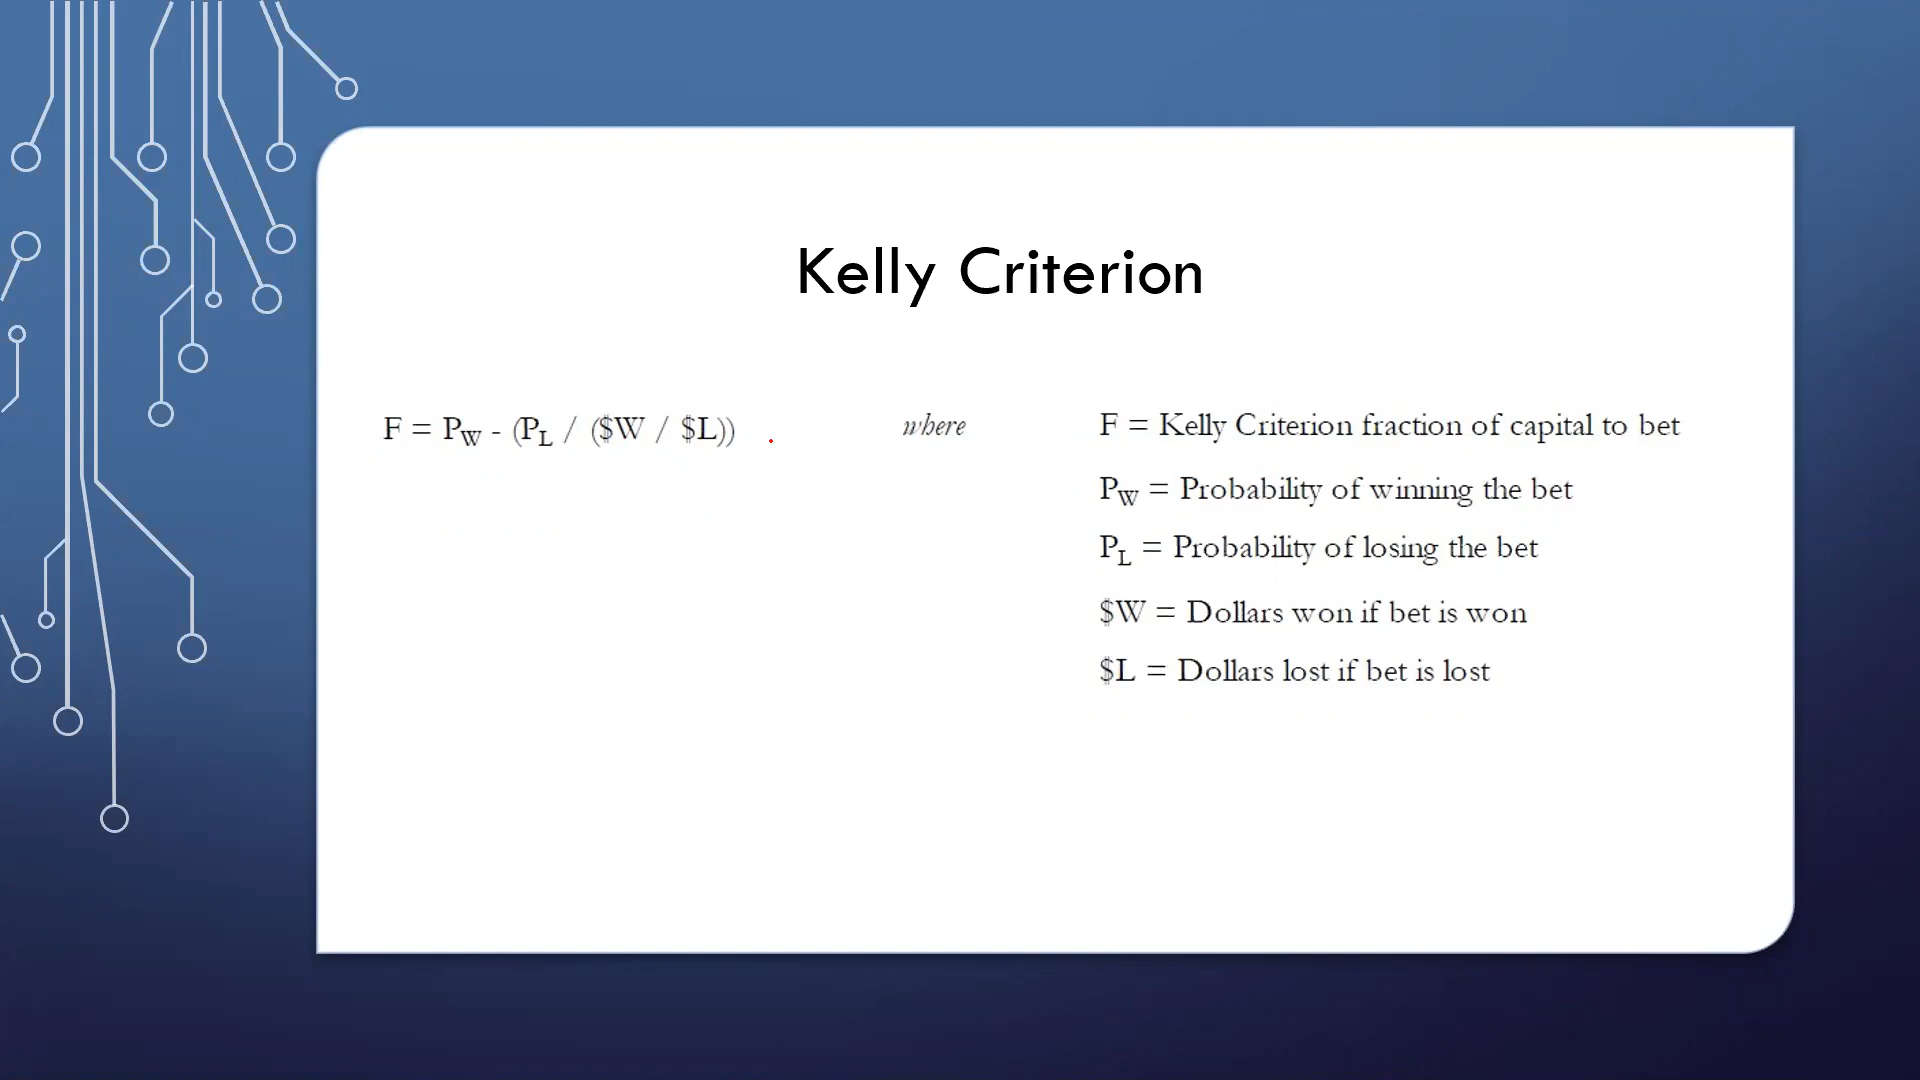 Kelly Criterion
F = PW - (PL / ($W / $L))
where
F = Kelly Criterion fraction of capital to bet
PW = Probability of winning the bet
PL = Probability of losing the bet
$W = Dollars won if bet is won
$L = Dollars lost if bet is lost